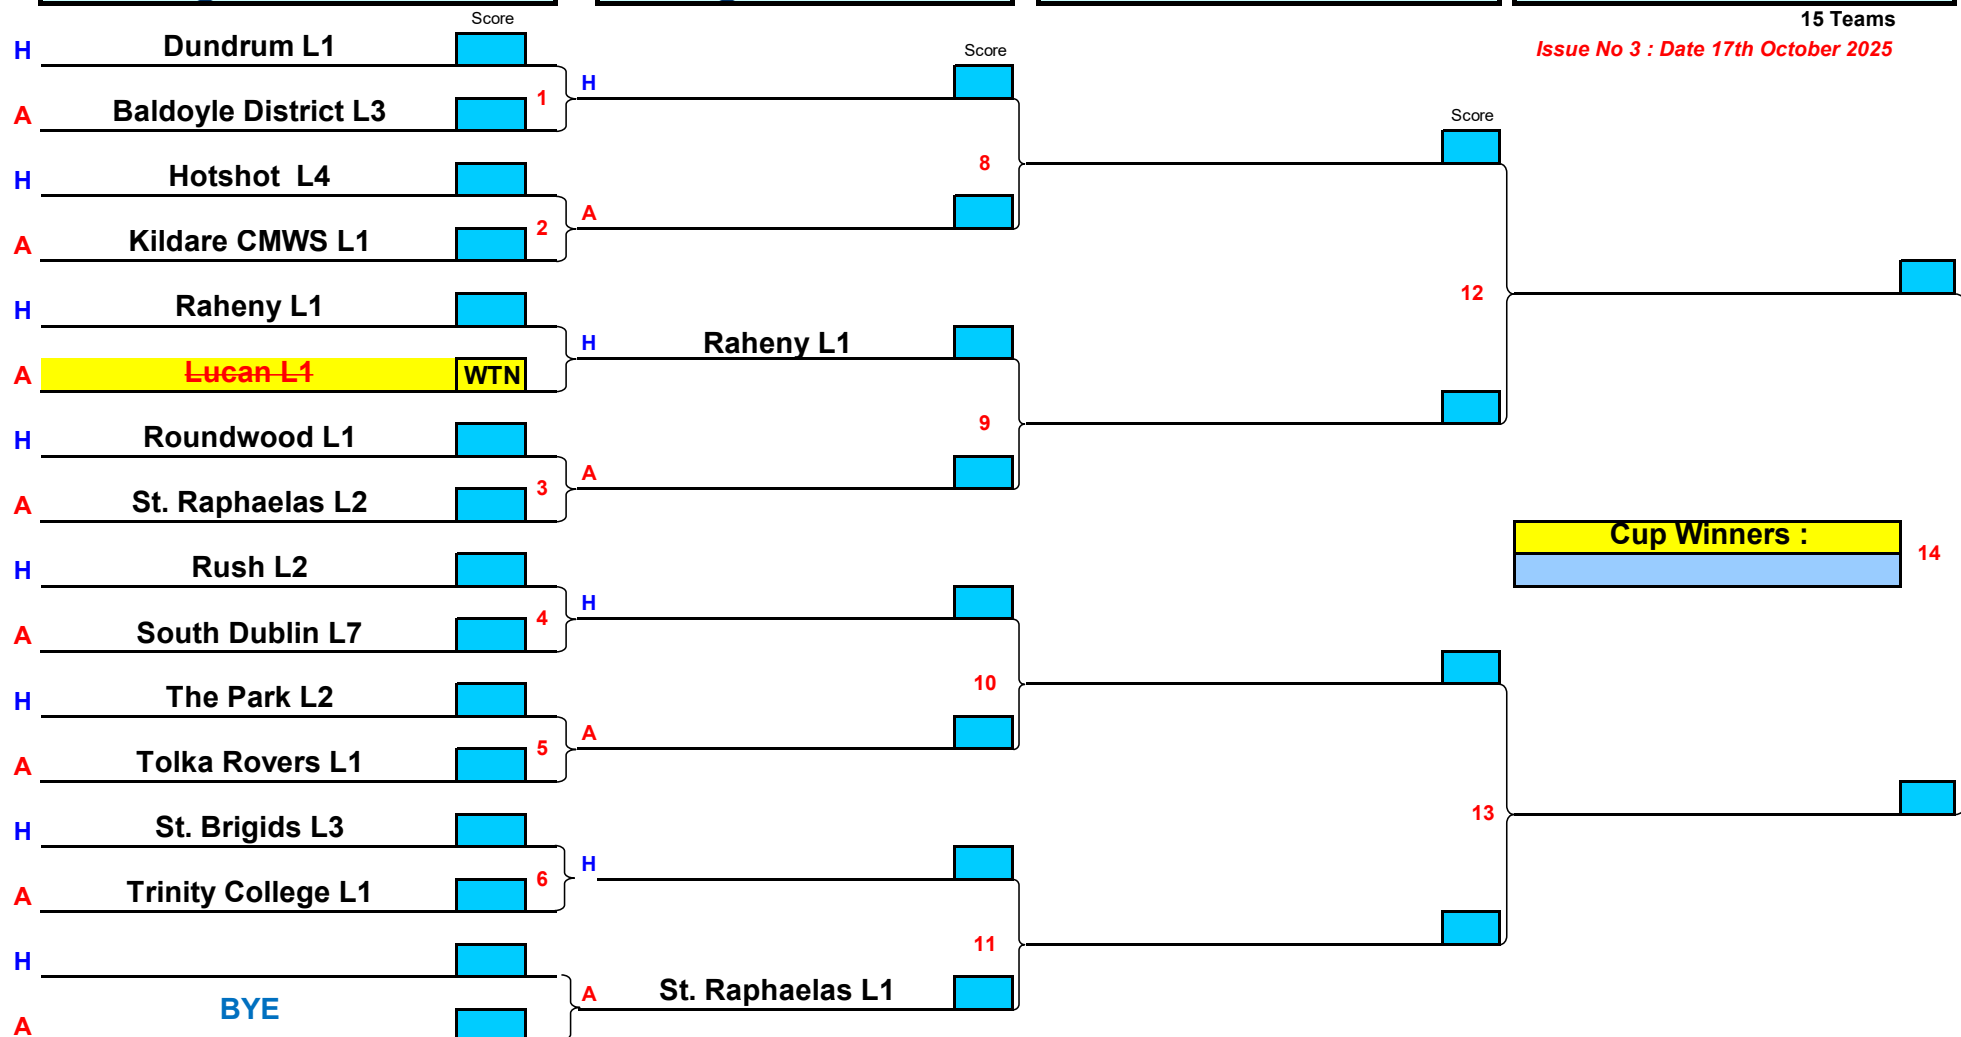 Score
15 Teams
H Dundrum L1
Score
Issue No 3 : Date 17th October 2025
H
A Baldoyle District L3
1
Score
8
H Hotshot L4
A
2
A Kildare CMWS L1
12
H Raheny L1
H Raheny L1
A Lucan L1 WTN
9
H Roundwood L1
A
3
A St. Raphaelas L2
Cup Winners :
14
H Rush L2
H
4
A South Dublin L7
10
H The Park L2
A
5
A Tolka Rovers L1
13
H St. Brigids L3
H
6
A Trinity College L1
11
H
A St. Raphaelas L1
BYE
A